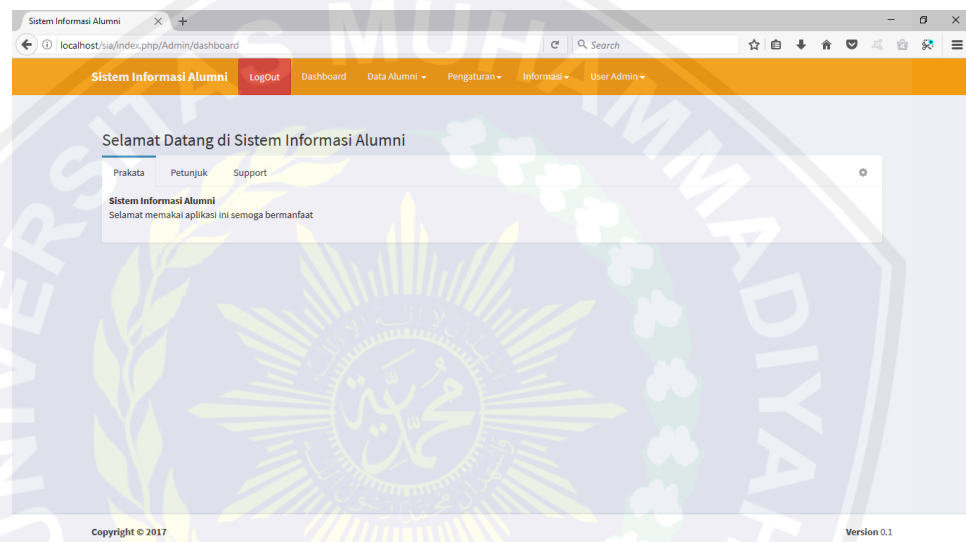 Sistem Informasi Alumni
localhost/sia/index.php/Admin/dashboard
Search
Sistem Informasi Alumni LogOut Dashboard Data Alumni Pengaturan Informasi User Admin
Selamat Datang di Sistem Informasi Alumni
Prakata Petunjuk Support
Sistem Informasi Alumni
Selamat memakai aplikasi ini semoga bermanfaat
Copyright © 2017 Version 0.1